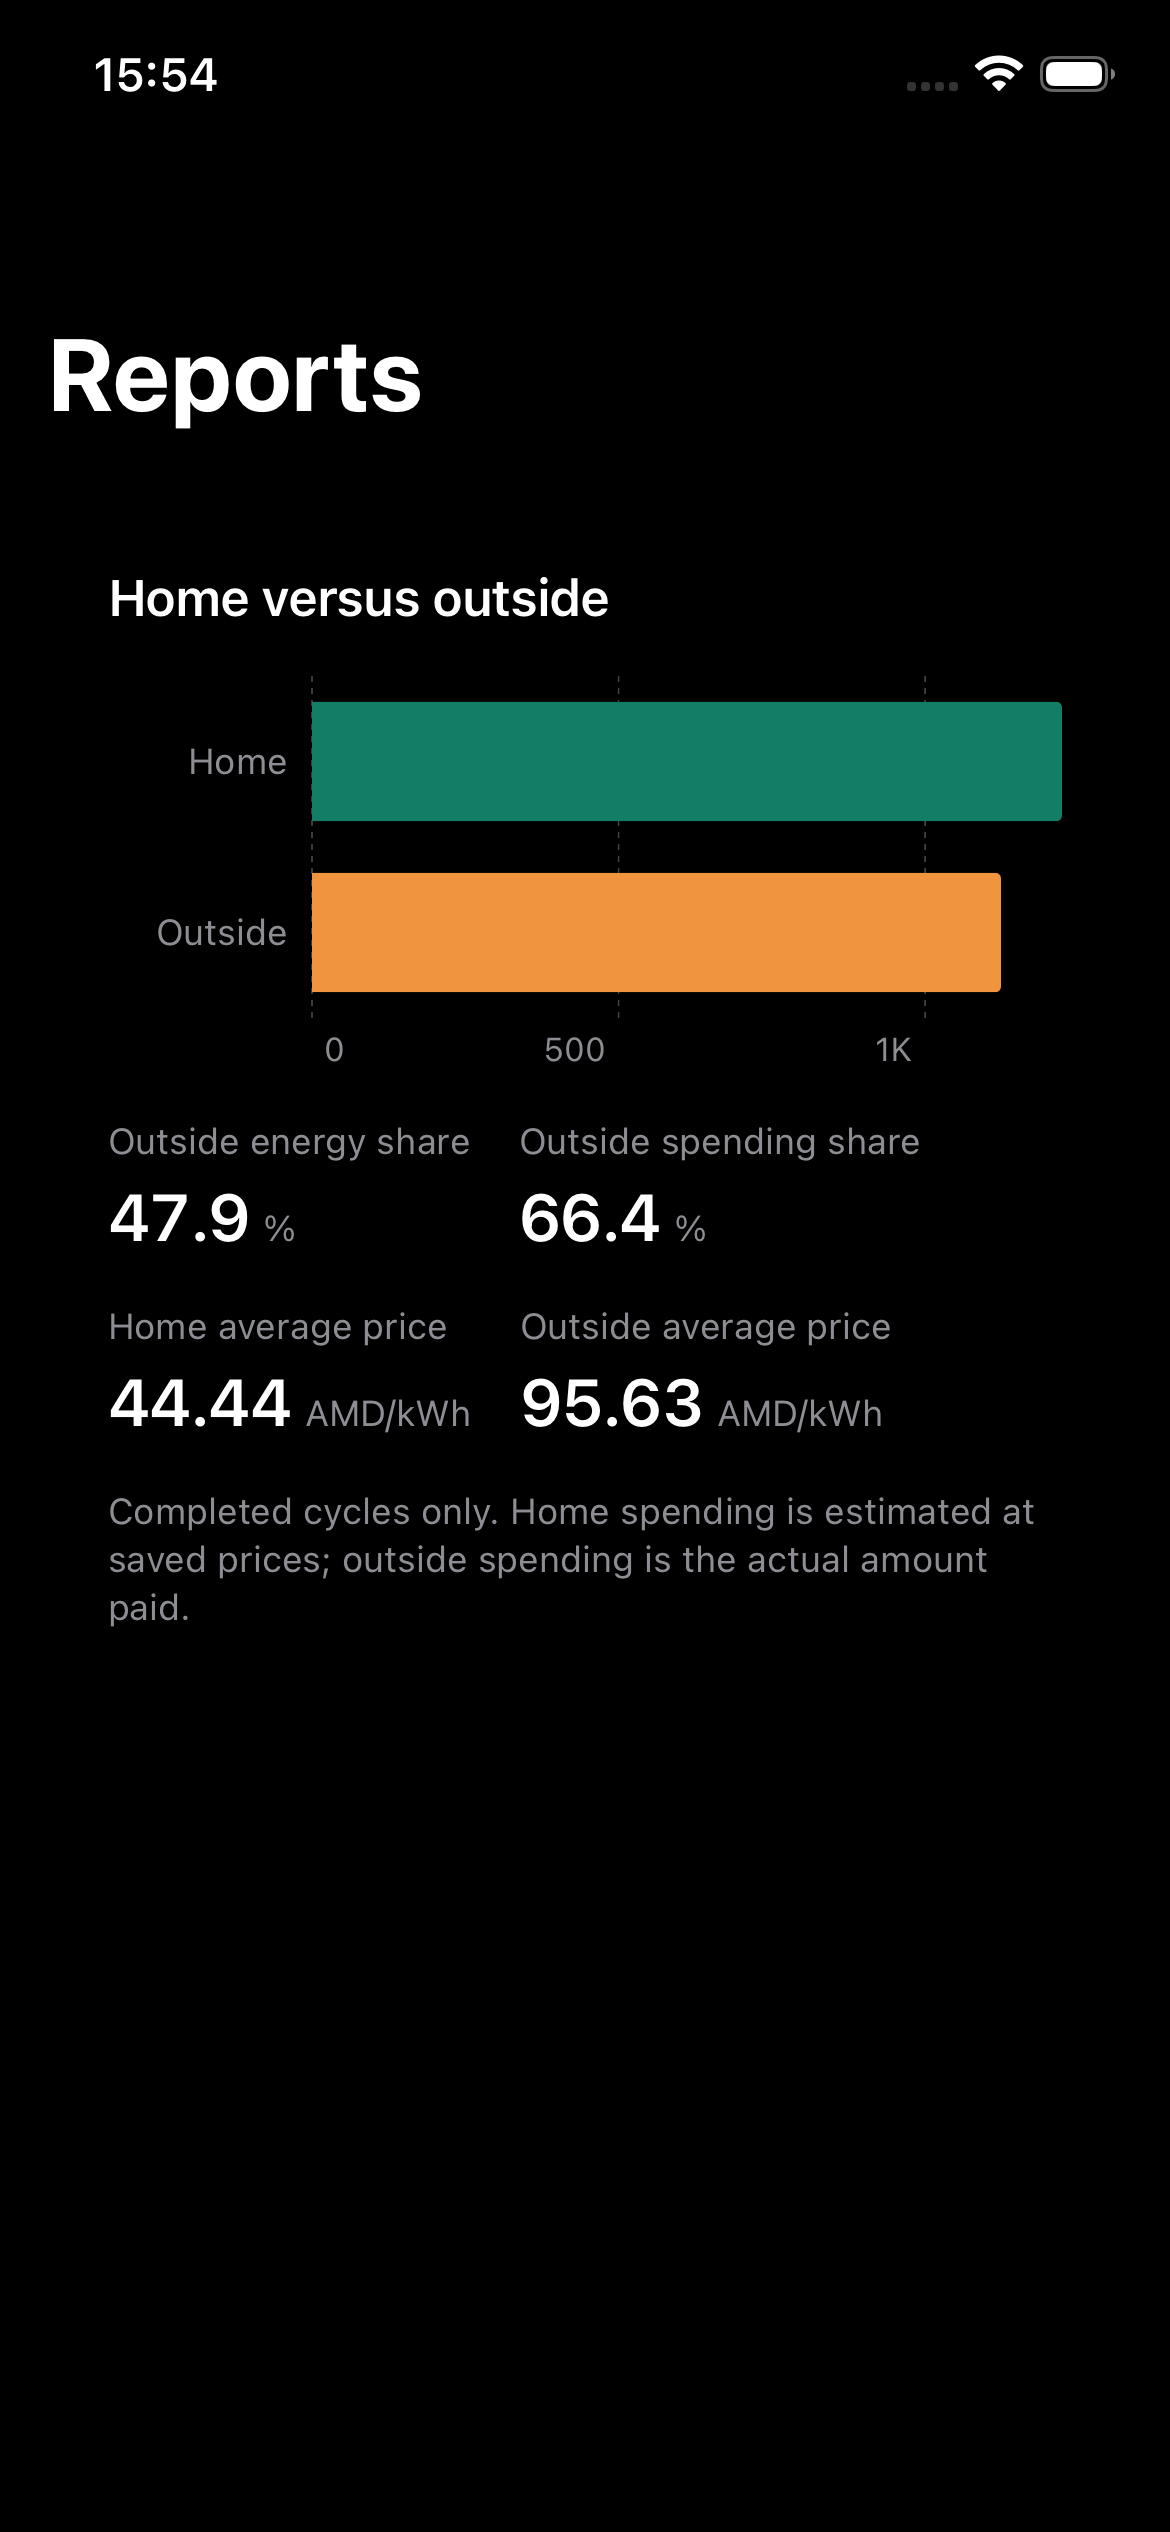 15:54
Reports
Home versus outside
Home
Outside
0 500 1K
Outside energy share
47.9 %
Outside spending share
66.4 %
Home average price
44.44 AMD/kWh
Outside average price
95.63 AMD/kWh
Completed cycles only. Home spending is estimated at
saved prices; outside spending is the actual amount
paid.